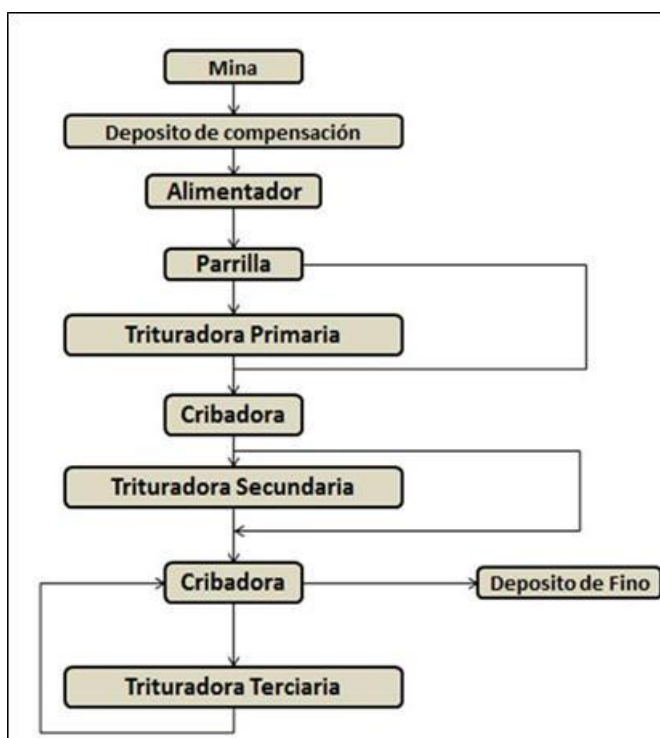 Mina
Deposito de compensación
Alimentador
Parrilla
Trituradora Primaria
Cribadora
Trituradora Secundaria
Cribadora
Deposito de Fino
Trituradora Terciaria